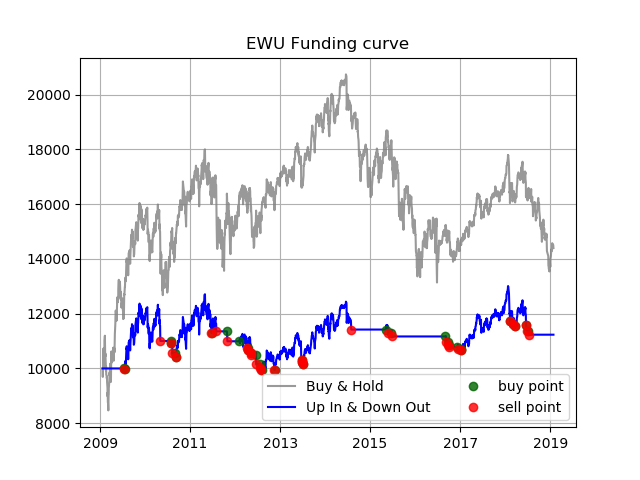 EWU Funding curve
20000
18000
16000
14000
12000
10000
8000
Buy & Hold
Up In & Down Out
buy point
sell point
2009 2011 2013 2015 2017 2019